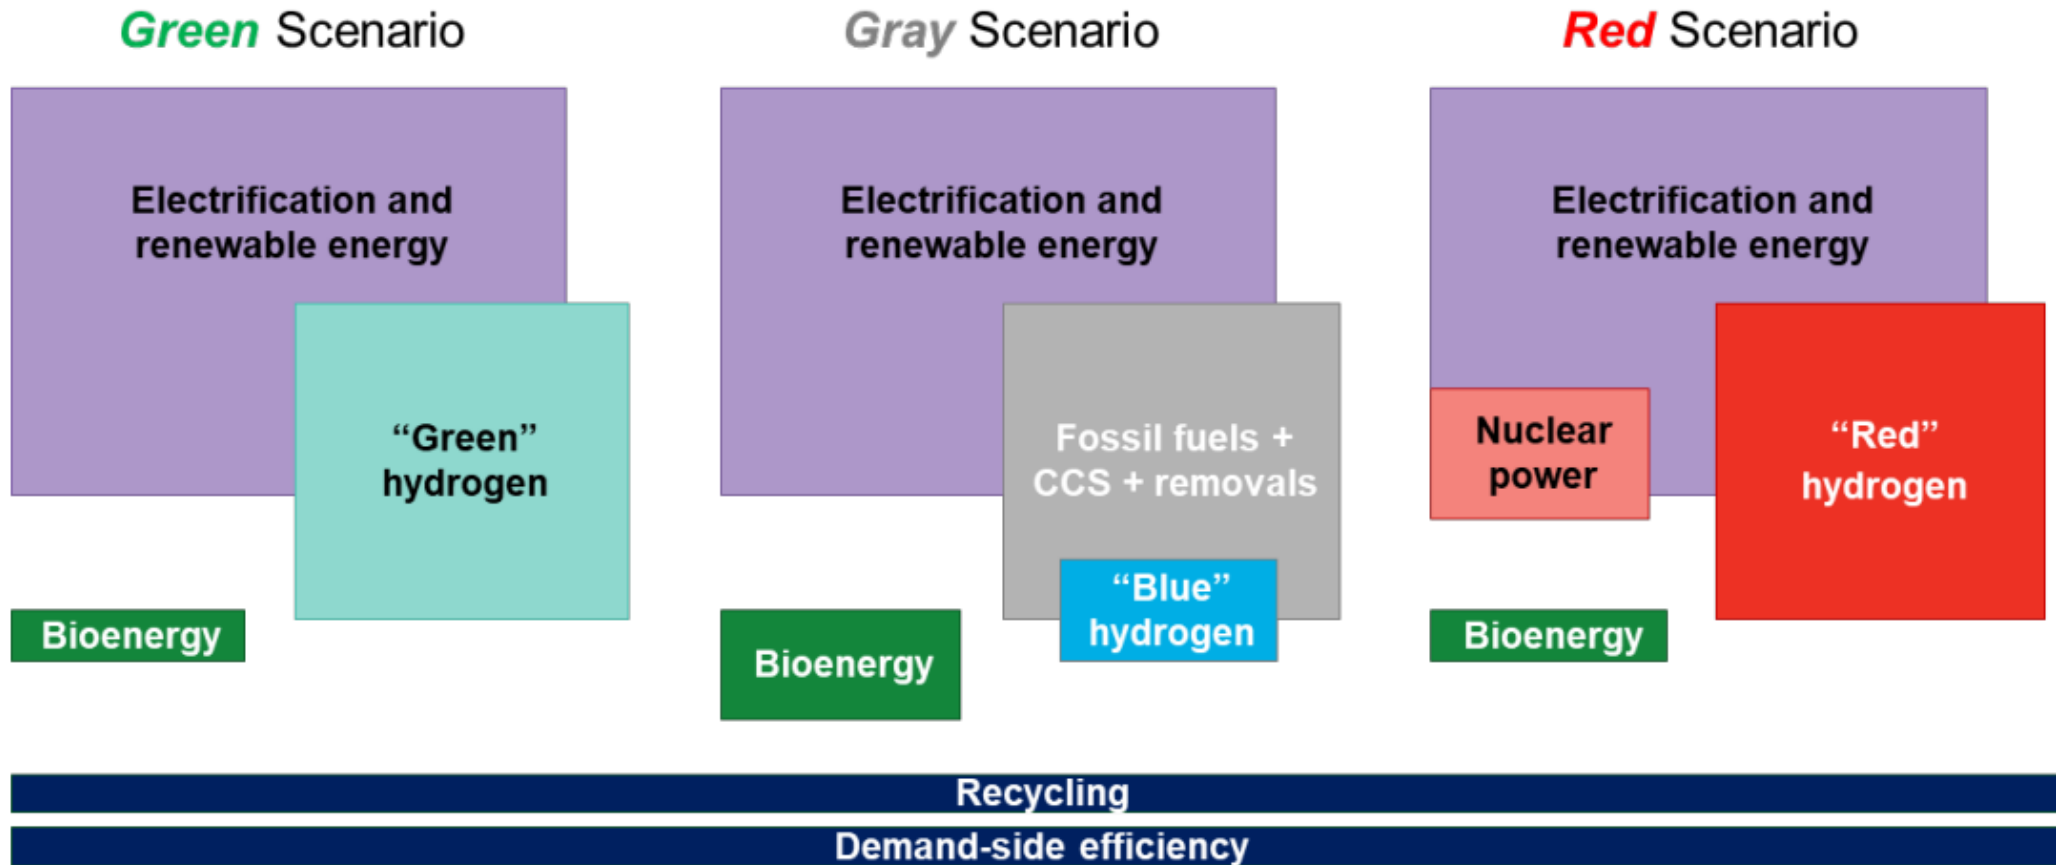 Green Scenario
Electrification and
renewable energy
“Green”
hydrogen
Bioenergy
Gray Scenario
Electrification and
renewable energy
Fossil fuels +
CCS + removals
“Blue”
hydrogen
Bioenergy
Red Scenario
Electrification and
renewable energy
Nuclear
power
“Red”
hydrogen
Bioenergy
Recycling
Demand-side efficiency